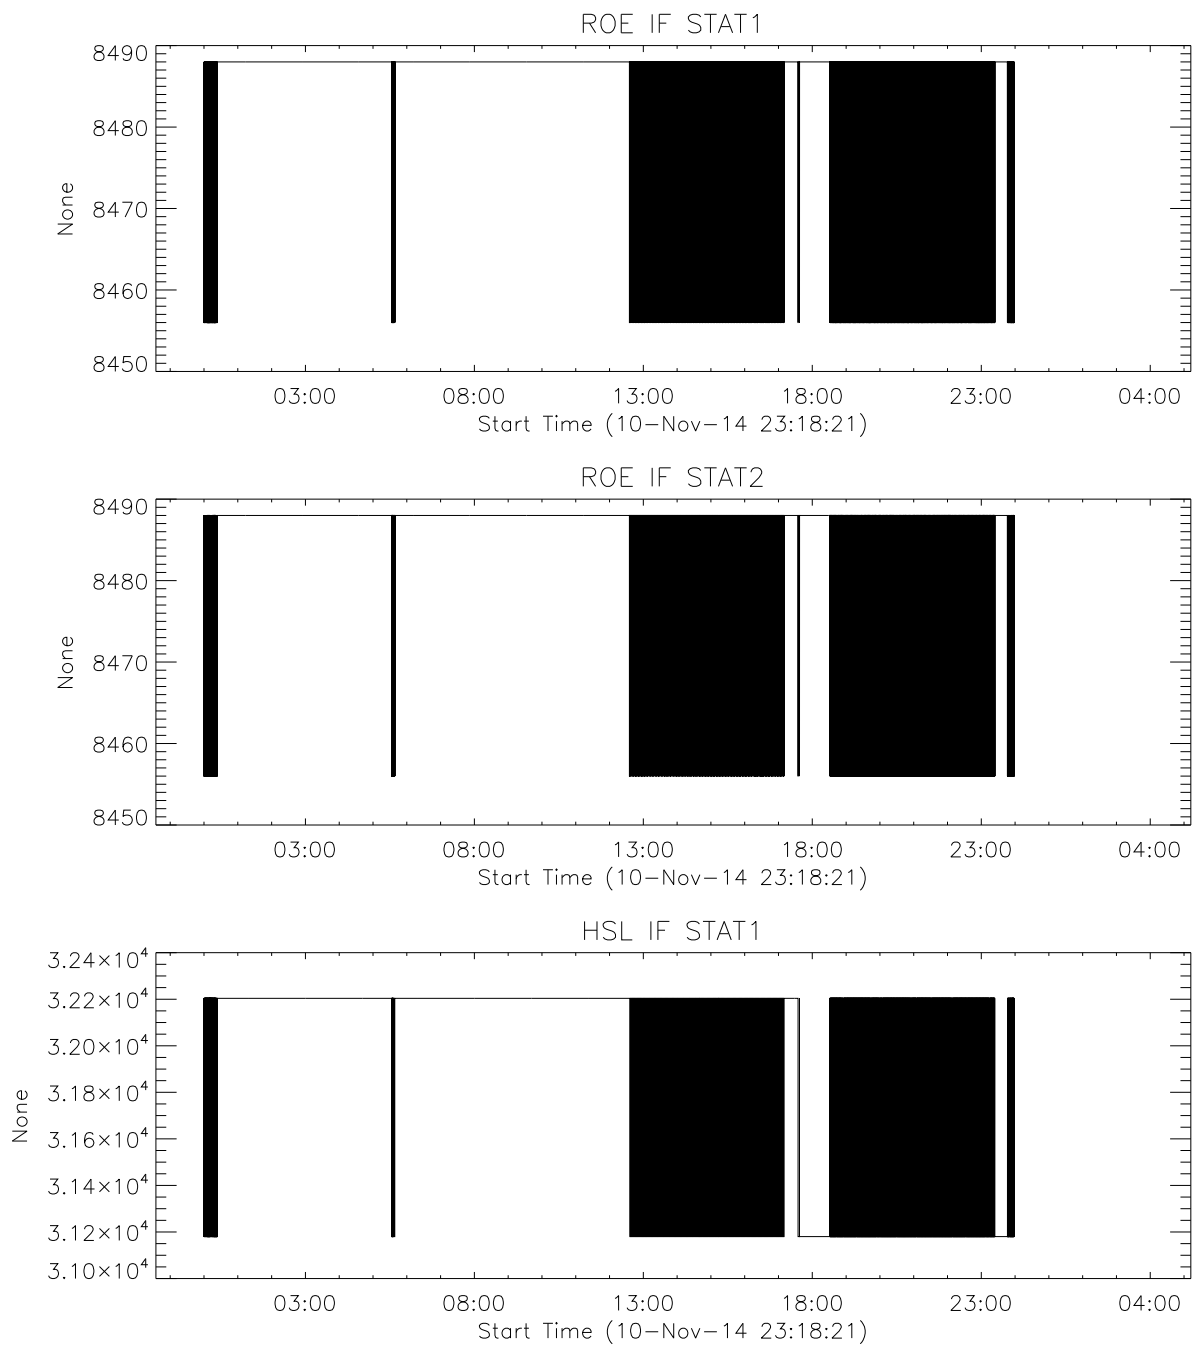 ROE IF STAT1
8490
8480
8470
8460
8450
None
03:00 08:00 13:00 18:00 23:00 04:00
Start Time (10-Nov-14 23:18:21)
ROE IF STAT2
8490
8480
8470
8460
8450
None
03:00 08:00 13:00 18:00 23:00 04:00
Start Time (10-Nov-14 23:18:21)
HSL IF STAT1
3.24×10⁴
3.22×10⁴
3.20×10⁴
3.18×10⁴
3.16×10⁴
3.14×10⁴
3.12×10⁴
3.10×10⁴
None
03:00 08:00 13:00 18:00 23:00 04:00
Start Time (10-Nov-14 23:18:21)